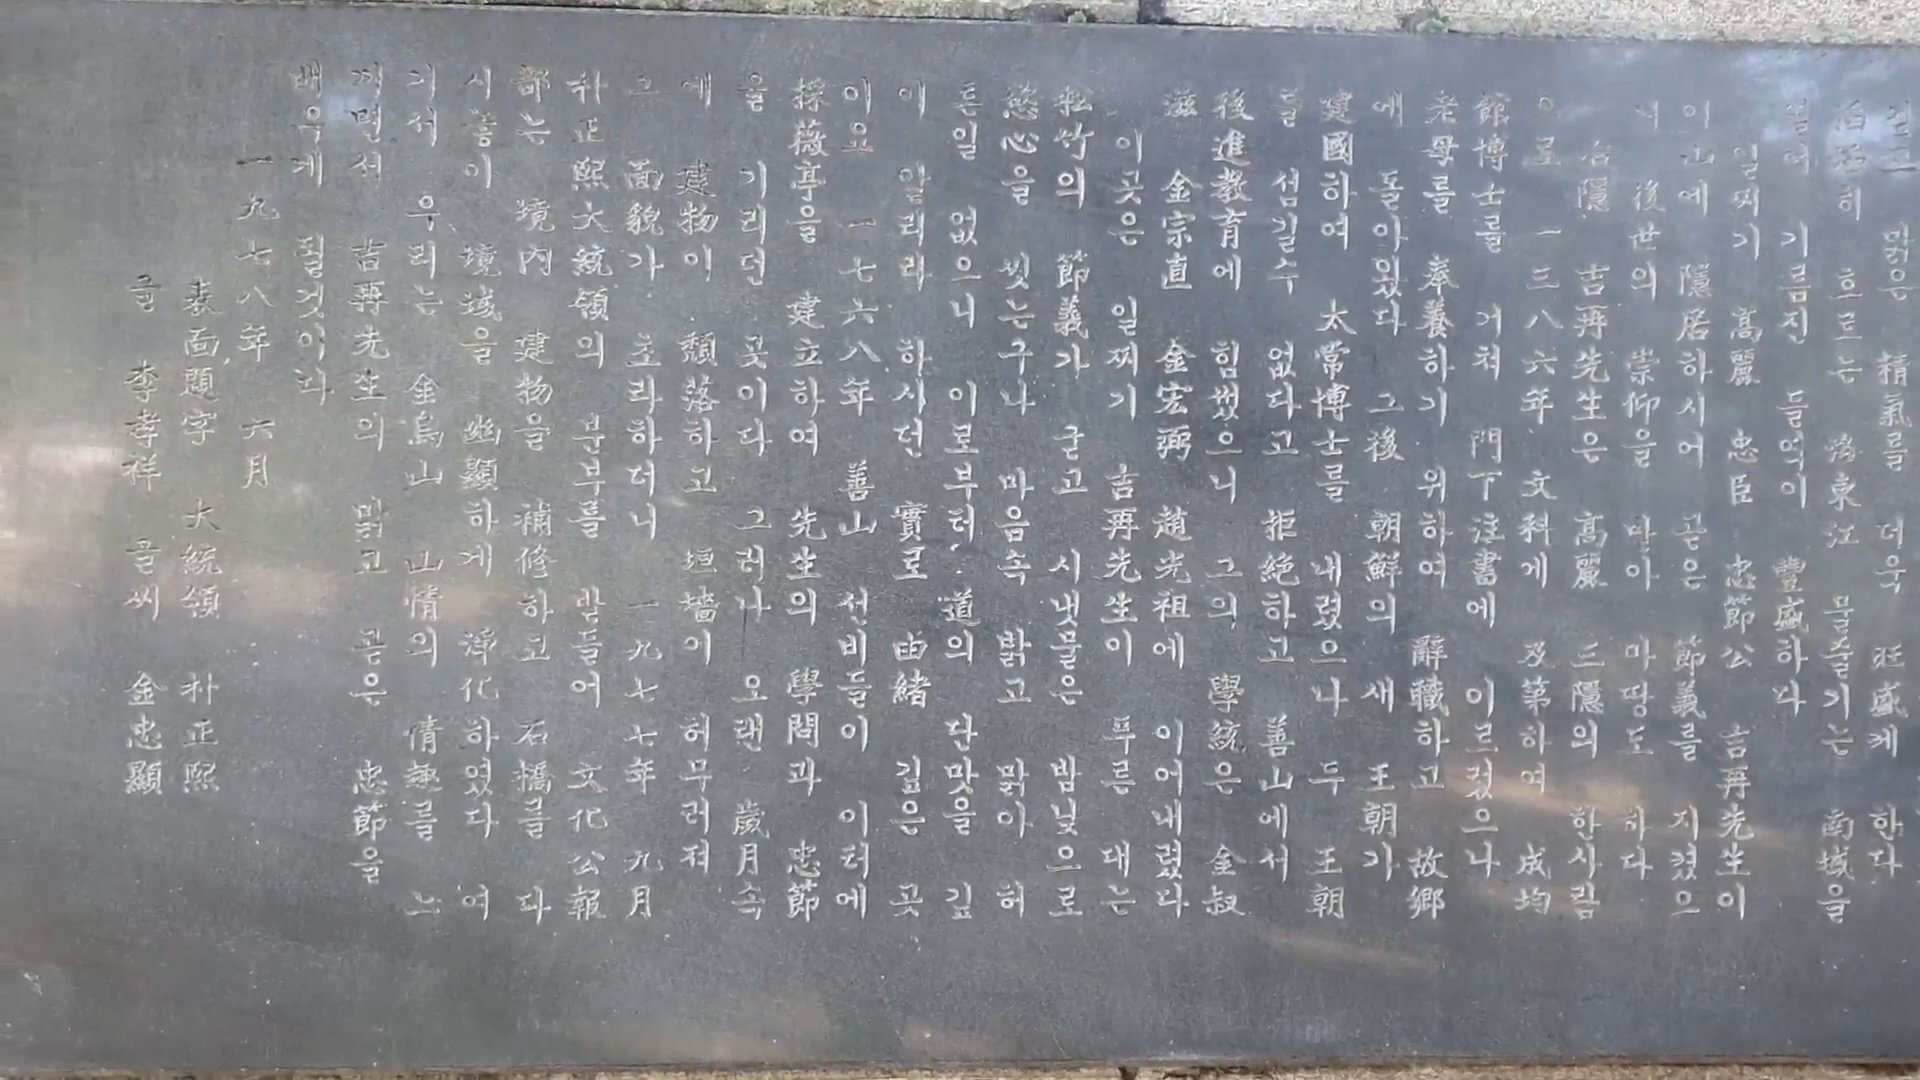 싣고 맑은 精氣를 더욱 旺盛케 한다
滔滔히 흐르는 洛東江 물줄기는 南域을
열어 기름진 들역이 豊盛하다
일찌기 高麗 忠臣 忠節公 吉再先生이
이 山에 隱居하시어 곧은 節義를 지켰으
니 後世의 崇仰을 받아 마땅도 하다
冶隱 吉再先生은 高麗 三隱의 한사람
으로 一三八六年 文科에 及第하여 成均
館博士를 거쳐 門下注書에 이르렀으나
老母를 奉養하기 위하여 辭職하고 故鄕
에 돌아왔다 그後 朝鮮의 새 王朝가
建國하여 太常博士를 내렸으나 두 王朝
를 섬길수 없다고 拒絶하고 善山에서
後進敎育에 힘썼으니 그의 學統은 金叔
滋 金宗直 金宏弼 趙光祖에 이어내렸다
이곳은 일찌기 吉再先生이 푸른 대는
松竹의 節義가 굳고 시냇물은 밤낮으로
慾心을 씻는구나 마음속 밝고 맑아 허
튼일 없으니 이로부터 道의 단맛을 깊
이 알리라 하시던 實로 由緖 깊은 곳
이요 一七六八年 善山 선비들이 이터에
採薇亭을 建立하여 先生의 學問과 忠節
을 기리던 곳이다 그러나 오랜 歲月속
에 建物이 頹落하고 垣墻이 허무러져
그 面貌가 초라하더니 一九七七年 九月
朴正熙大統領의 분부를 받들어 文化公報
部는 境內 建物을 補修하고 石橋를 다
시 놓이 境域을 幽顯하게 淨化하였다 여
기서 우리는 金烏山 山情의 情趣를 느
끼면서 吉再先生의 맑고 곧은 忠節을
배우게 될것이다
一九七八年 六月
表面題字 大統領 朴正熙
글 李孝祥 글씨 金忠顯